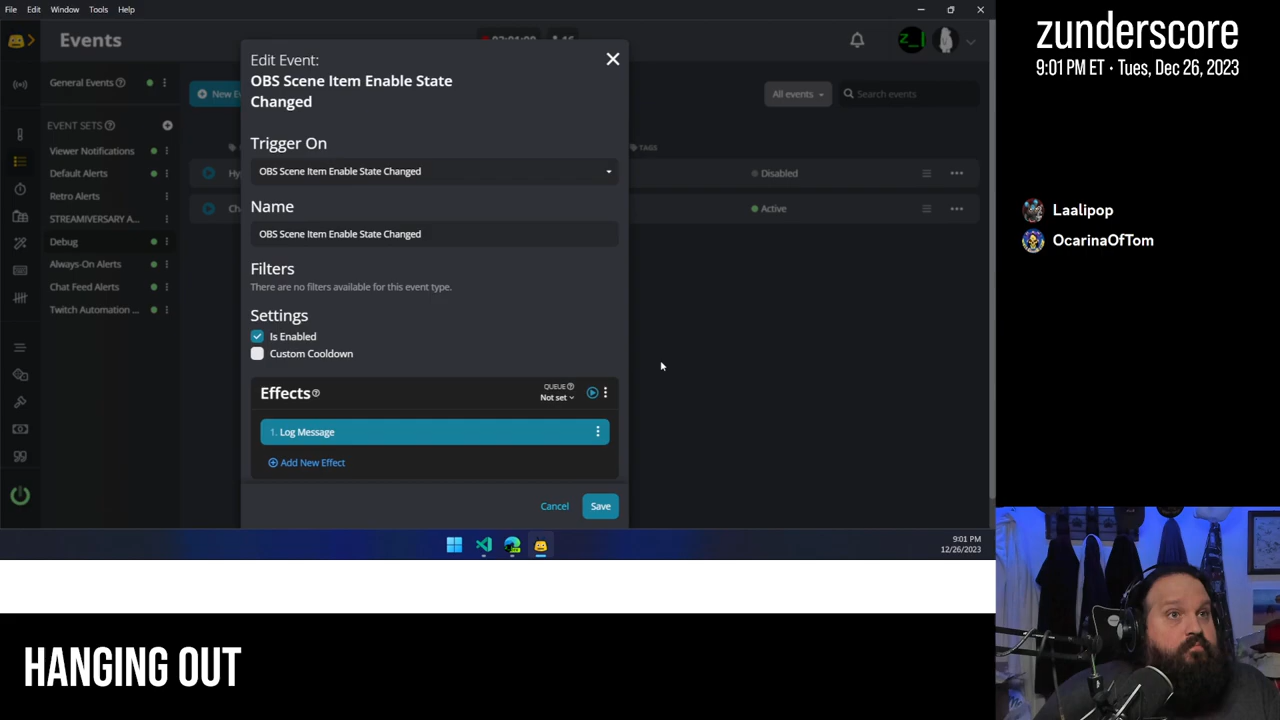 File Edit Window Tools Help
Events
General Events
New Ev
All events
Search events
EVENT SETS
Viewer Notifications
Default Alerts
Retro Alerts
STREAMIVERSARY A...
Debug
Always-On Alerts
Chat Feed Alerts
Twitch Automation ...
TAGS
Hy
Disabled
Ch
Active
Edit Event:
OBS Scene Item Enable State
Changed
Trigger On
OBS Scene Item Enable State Changed
Name
OBS Scene Item Enable State Changed
Filters
There are no filters available for this event type.
Settings
Is Enabled
Custom Cooldown
Effects
QUEUE
Not set
1. Log Message
Add New Effect
Cancel
Save
9:01 PM
12/26/2023
HANGING OUT
zunderscore
9:01 PM ET · Tues, Dec 26, 2023
Laalipop
OcarinaOfTom